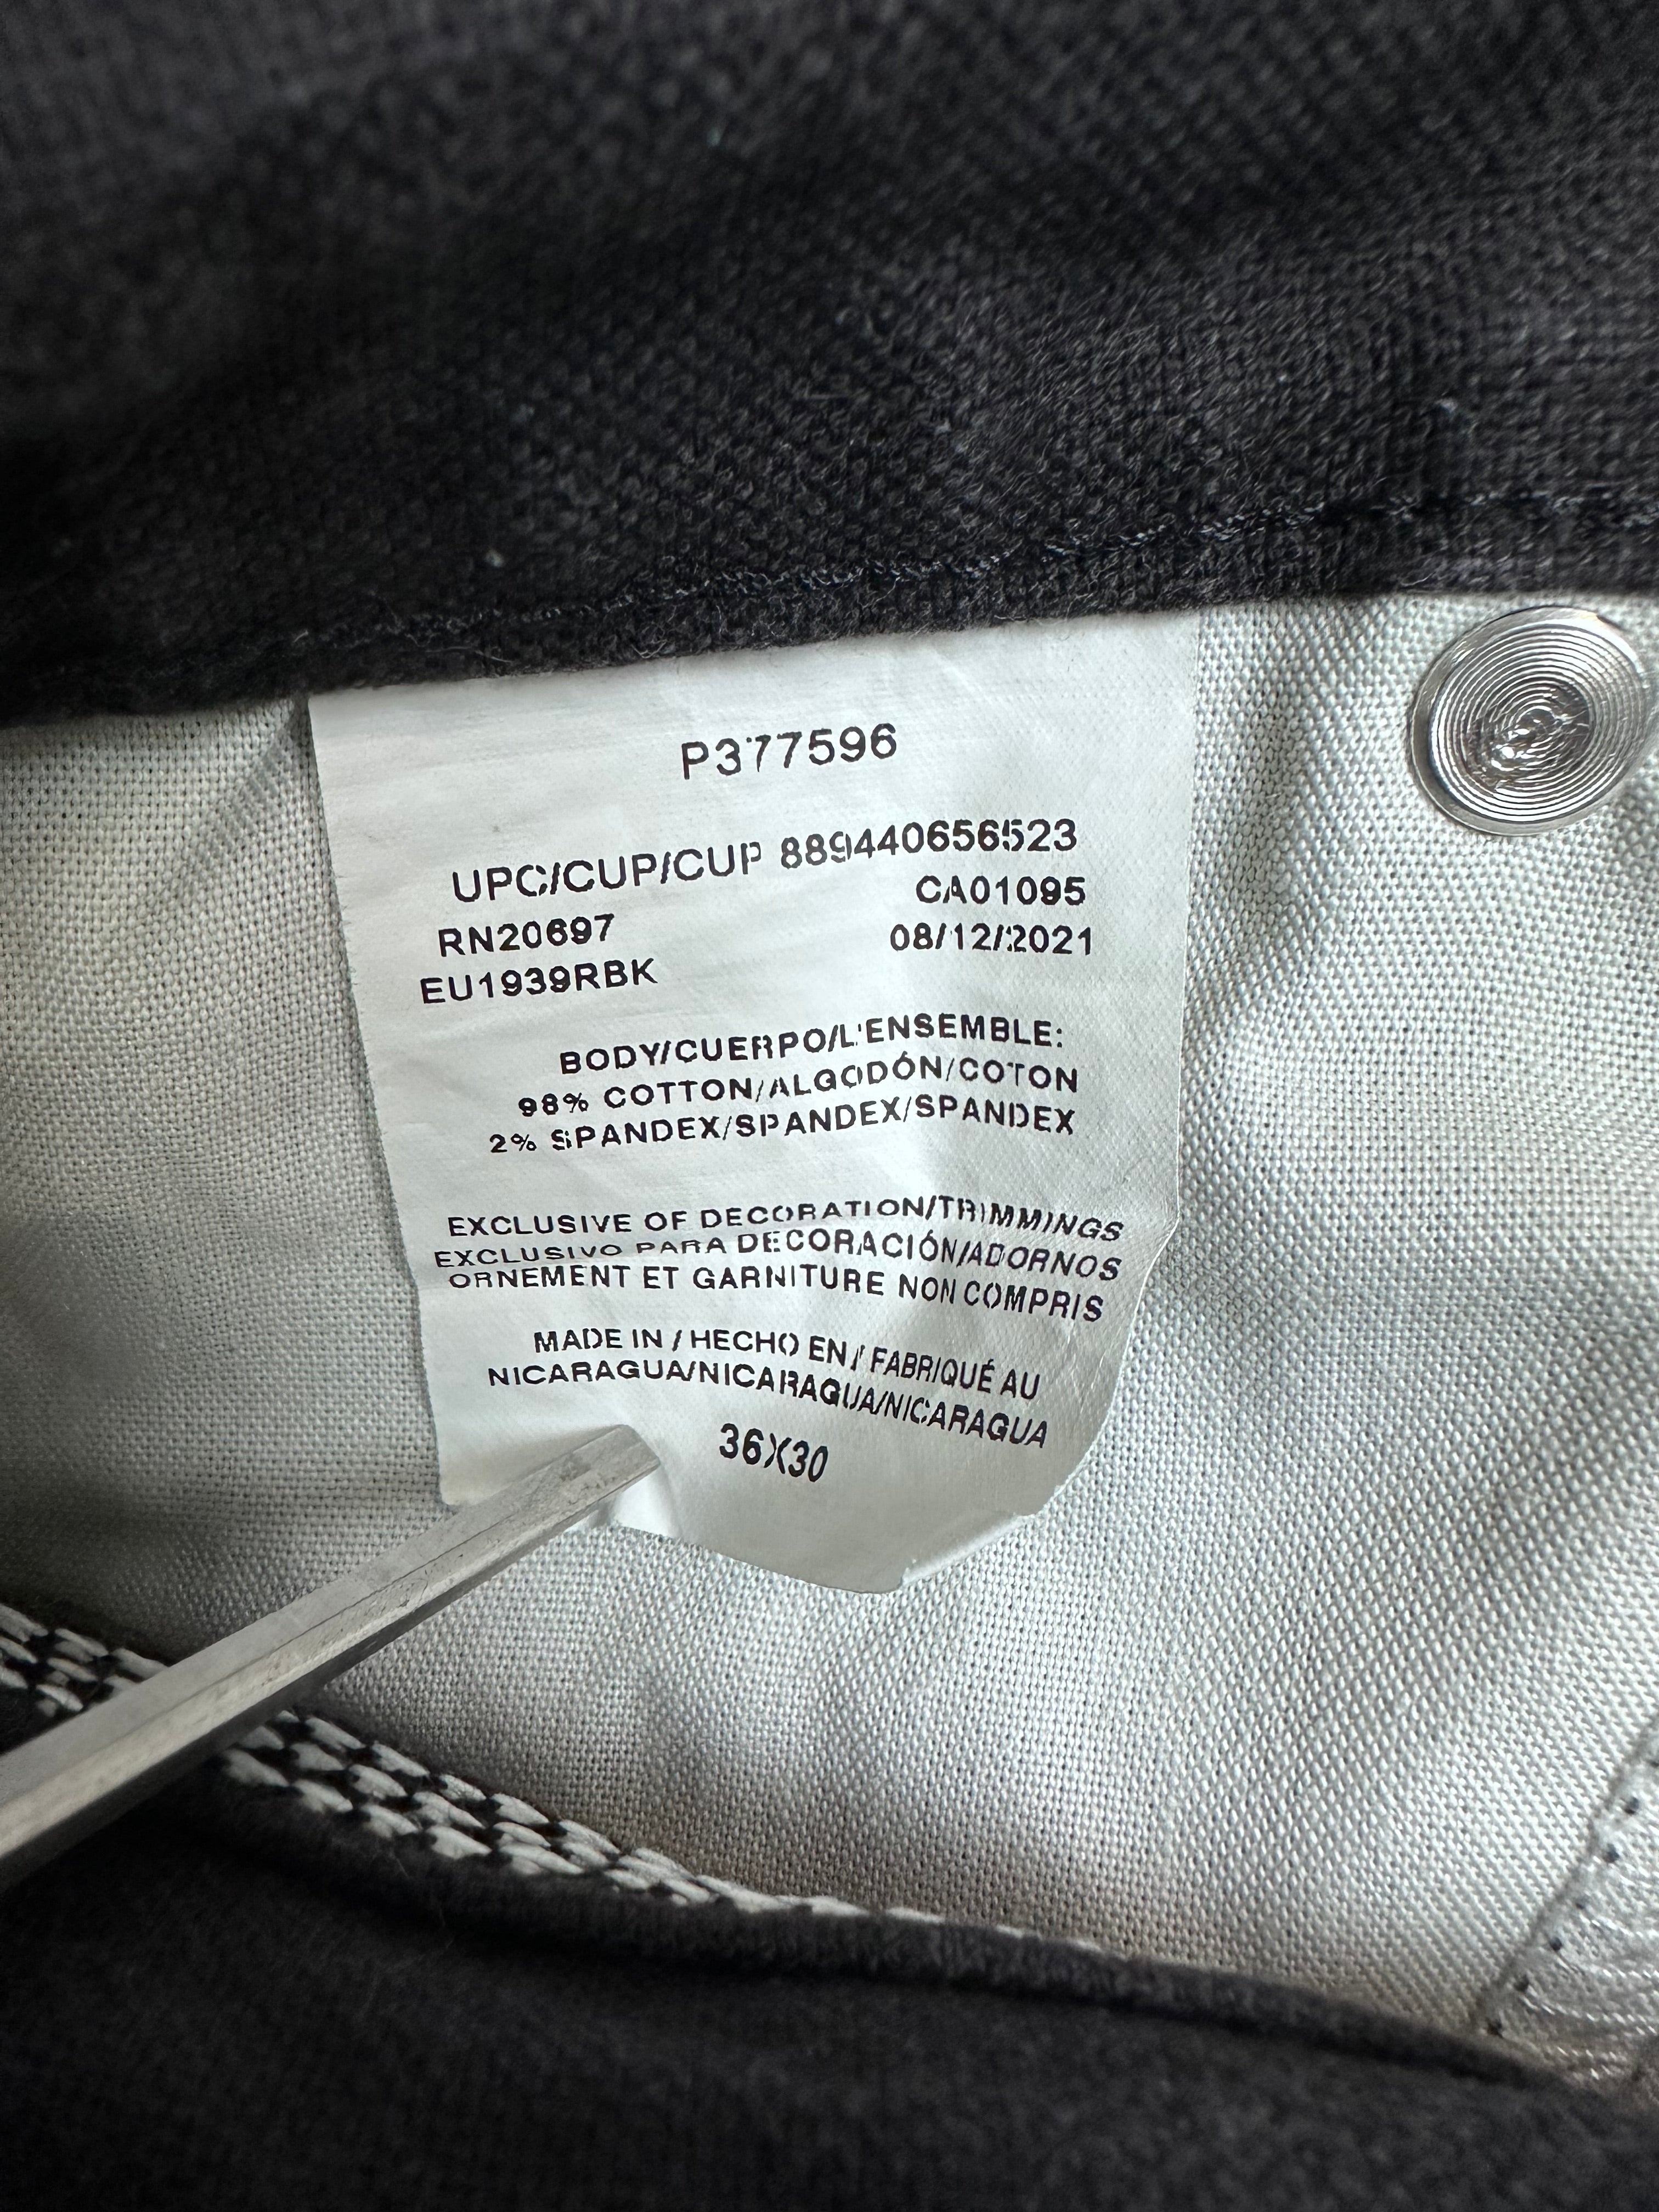 P377596
UPC/CUP/CUP 889440656523
CA01095
RN20697
08/12/2021
EU1939RBK
BODY/CUERPO/L'ENSEMBLE:
98% COTTON/ALGODÓN/COTON
2% SPANDEX/SPANDEX/SPANDEX
EXCLUSIVE OF DECORATION/TRIMMINGS
EXCLUSIVO PARA DECORACIÓN/ADORNOS
ORNEMENT ET GARNITURE NON COMPRIS
MADE IN / HECHO EN / FABRIQUÉ AU
NICARAGUA/NICARAGUA/NICARAGUA
36X30